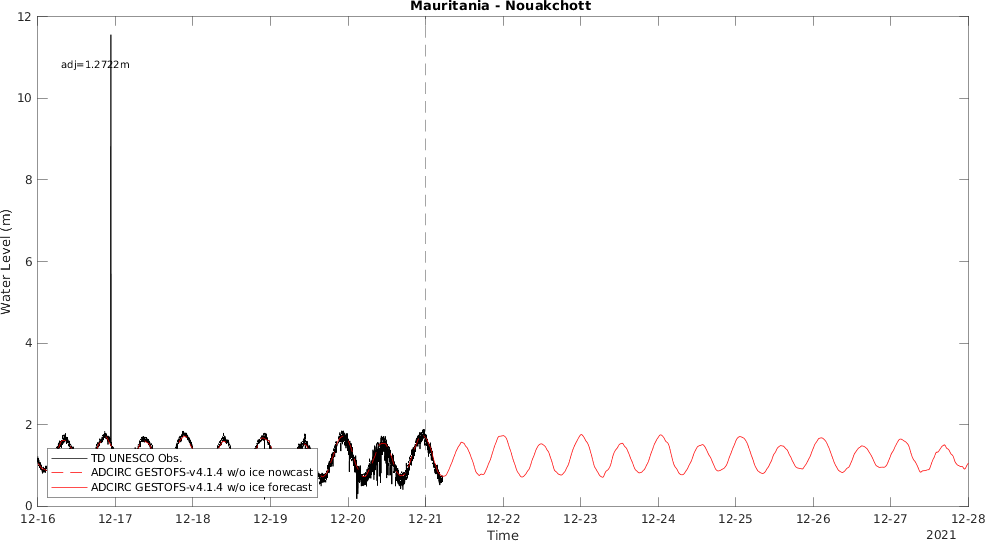 Mauritania - Nouakchott
12
10
8
6
4
2
0
Water Level (m)
adj=1.2722m
TD UNESCO Obs.
ADCIRC GESTOFS-v4.1.4 w/o ice nowcast
ADCIRC GESTOFS-v4.1.4 w/o ice forecast
12-16 12-17 12-18 12-19 12-20 12-21 12-22 12-23 12-24 12-25 12-26 12-27 12-28
Time
2021